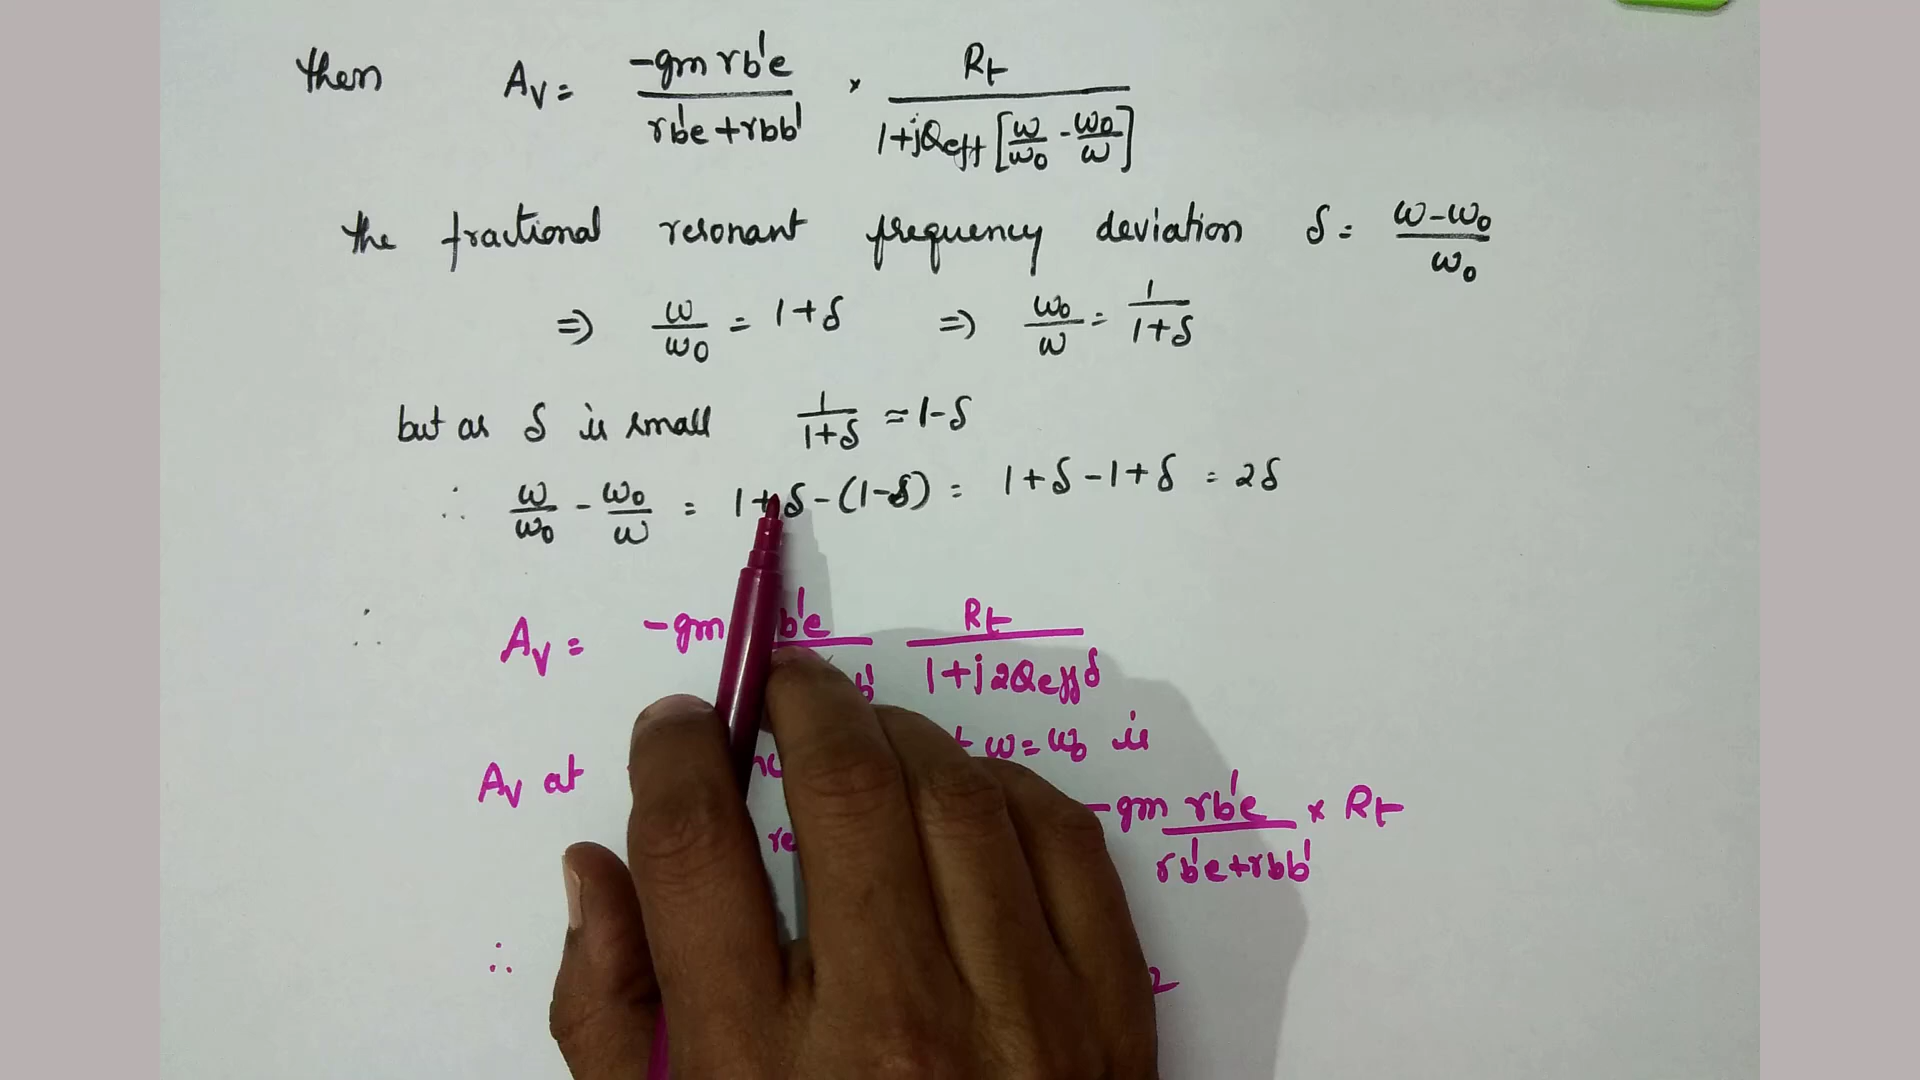 then Av = -gm rb'e / rb'e + rbb' × Rt / 1+jQeff [ω/ω0 - ω0/ω]
the fractional resonant frequency deviation δ = ω-ω0 / ω0
⇒ ω/ω0 = 1+δ ⇒ ω0/ω = 1/1+δ
but as δ is small 1/1+δ ≈ 1-δ
∴ ω/ω0 - ω0/ω = 1+δ-(1-δ) = 1+δ-1+δ = 2δ
∴ Av = -gm b'e Rt / 1+j2Qeffδ
Av at ω=ω0 is
-gm rb'e / rb'e+rbb' × Rt
∴ 2